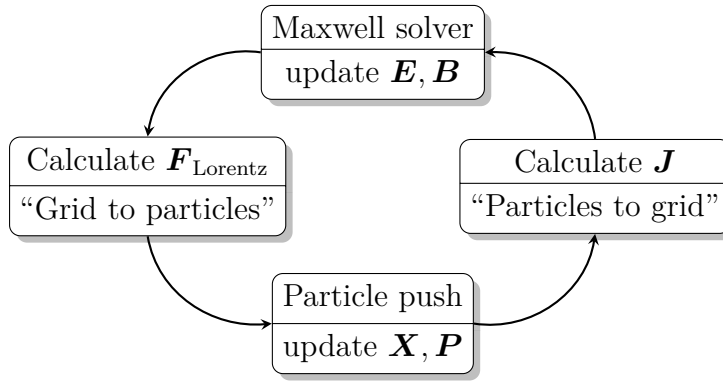 Maxwell solver
update E, B
Calculate F_Lorentz
“Grid to particles”
Calculate J
“Particles to grid”
Particle push
update X, P